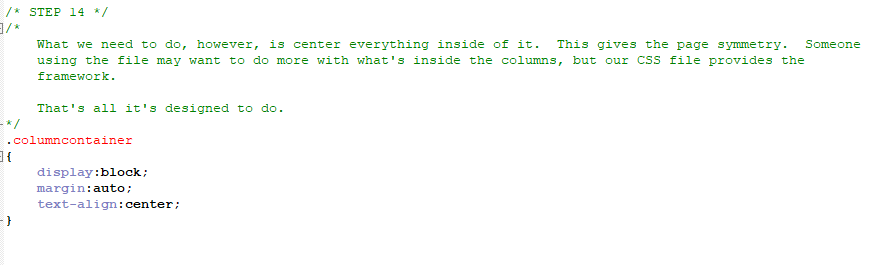 /* STEP 14 */
/*
What we need to do, however, is center everything inside of it.  This gives the page symmetry.  Someone
using the file may want to do more with what's inside the columns, but our CSS file provides the
framework.
That's all it's designed to do.
*/
.columncontainer
{
display:block;
margin:auto;
text-align:center;
}